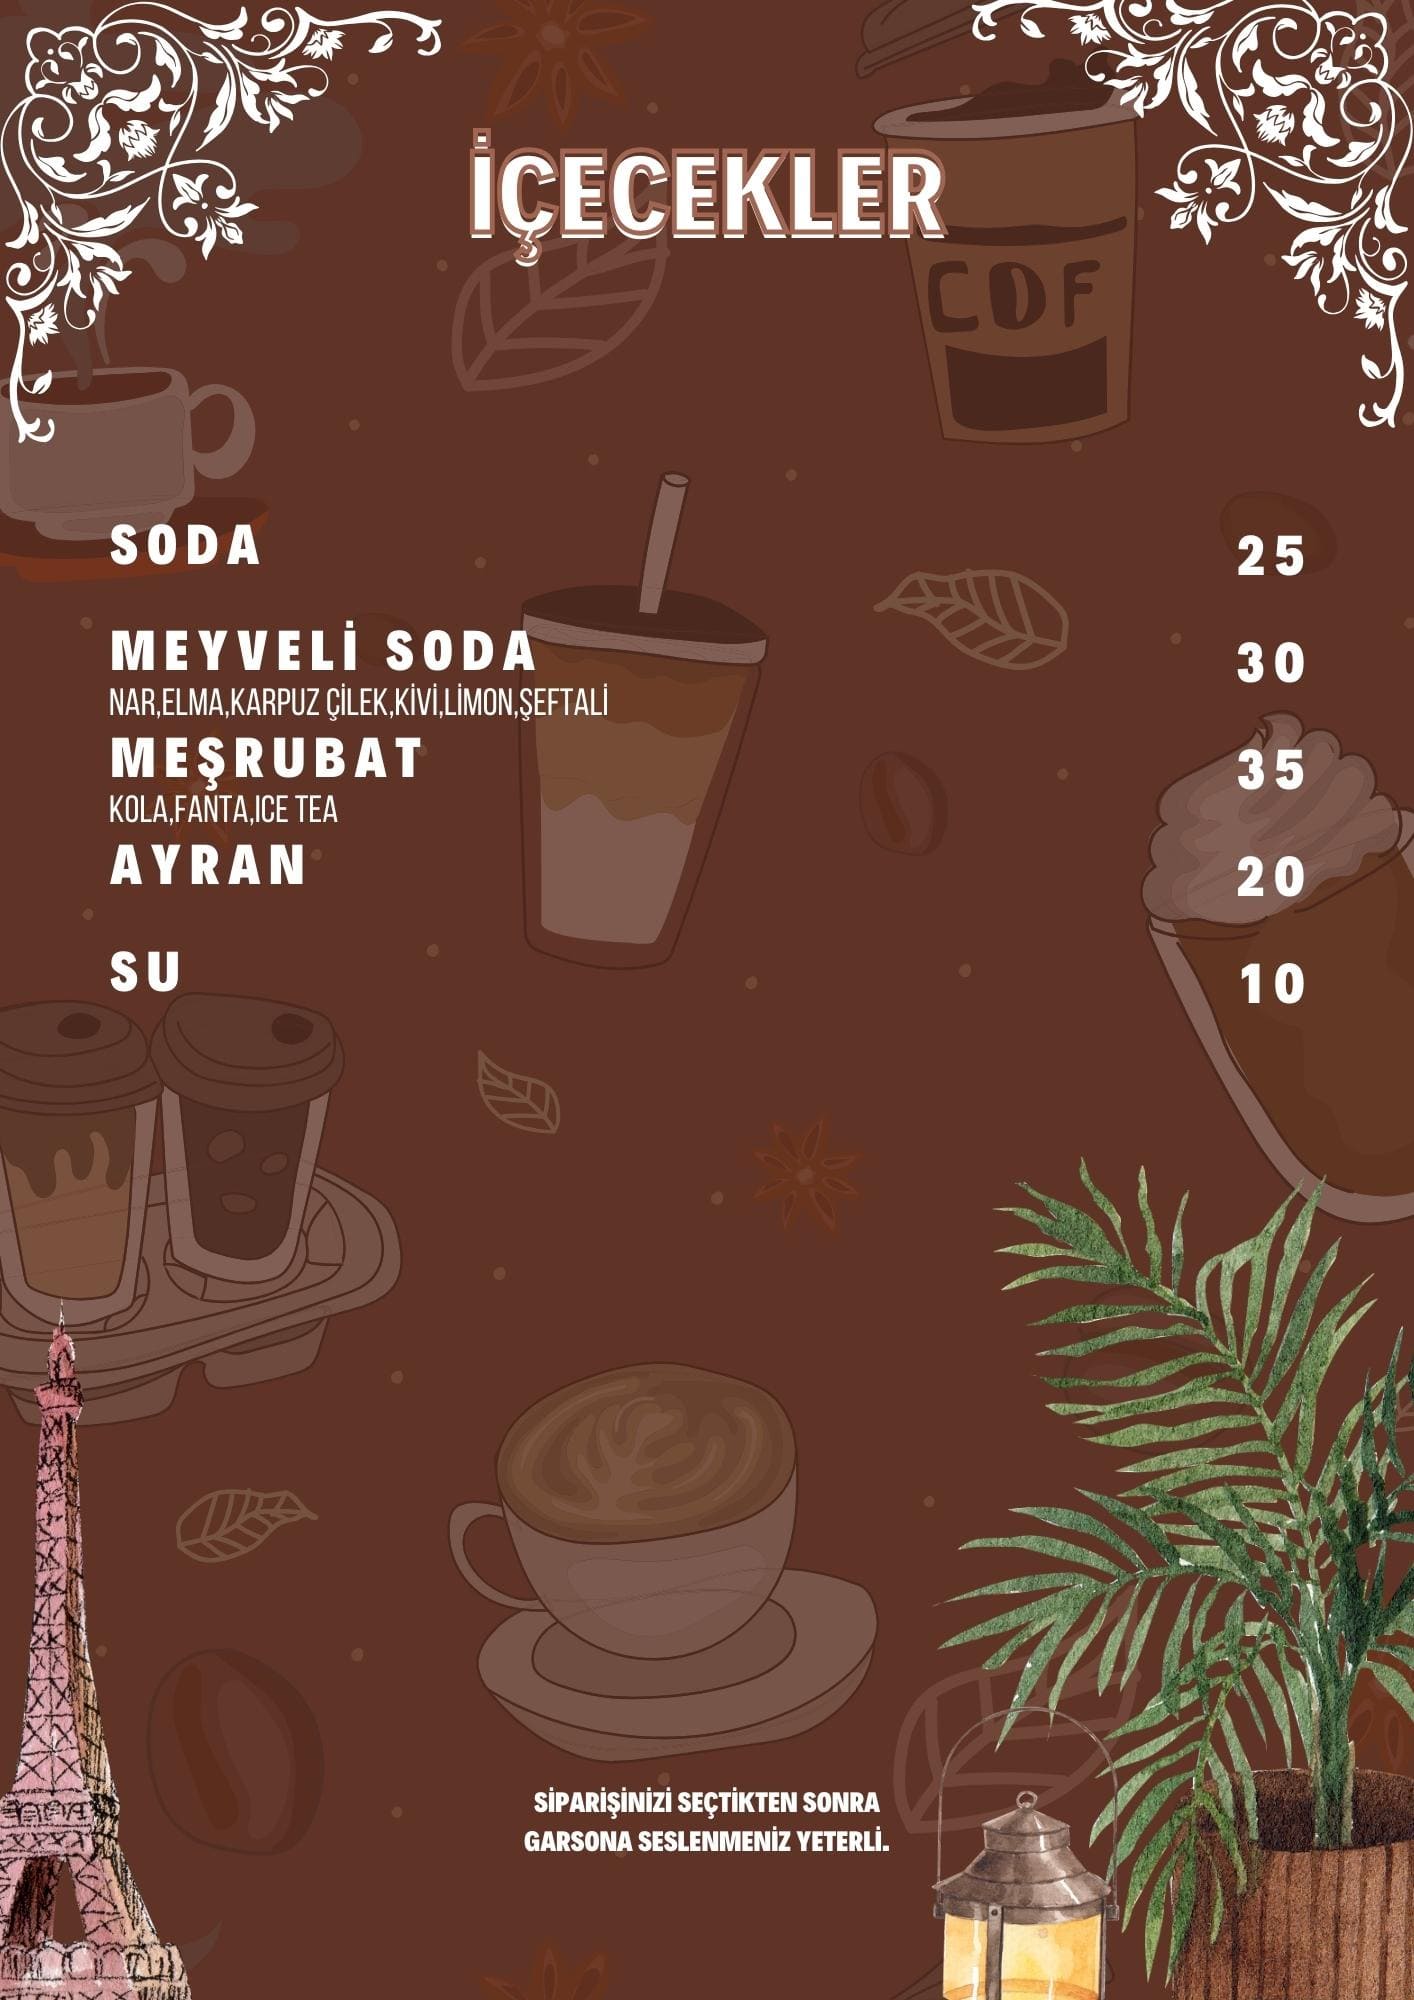 İÇECEKLER
COF
SODA 25
MEYVELİ SODA 30
NAR,ELMA,KARPUZ ÇİLEK,KİVİ,LİMON,ŞEFTALİ
MEŞRUBAT 35
KOLA,FANTA,ICE TEA
AYRAN 20
SU 10
SİPARİŞİNİZİ SEÇTİKTEN SONRA
GARSONA SESLENMENİZ YETERLİ.